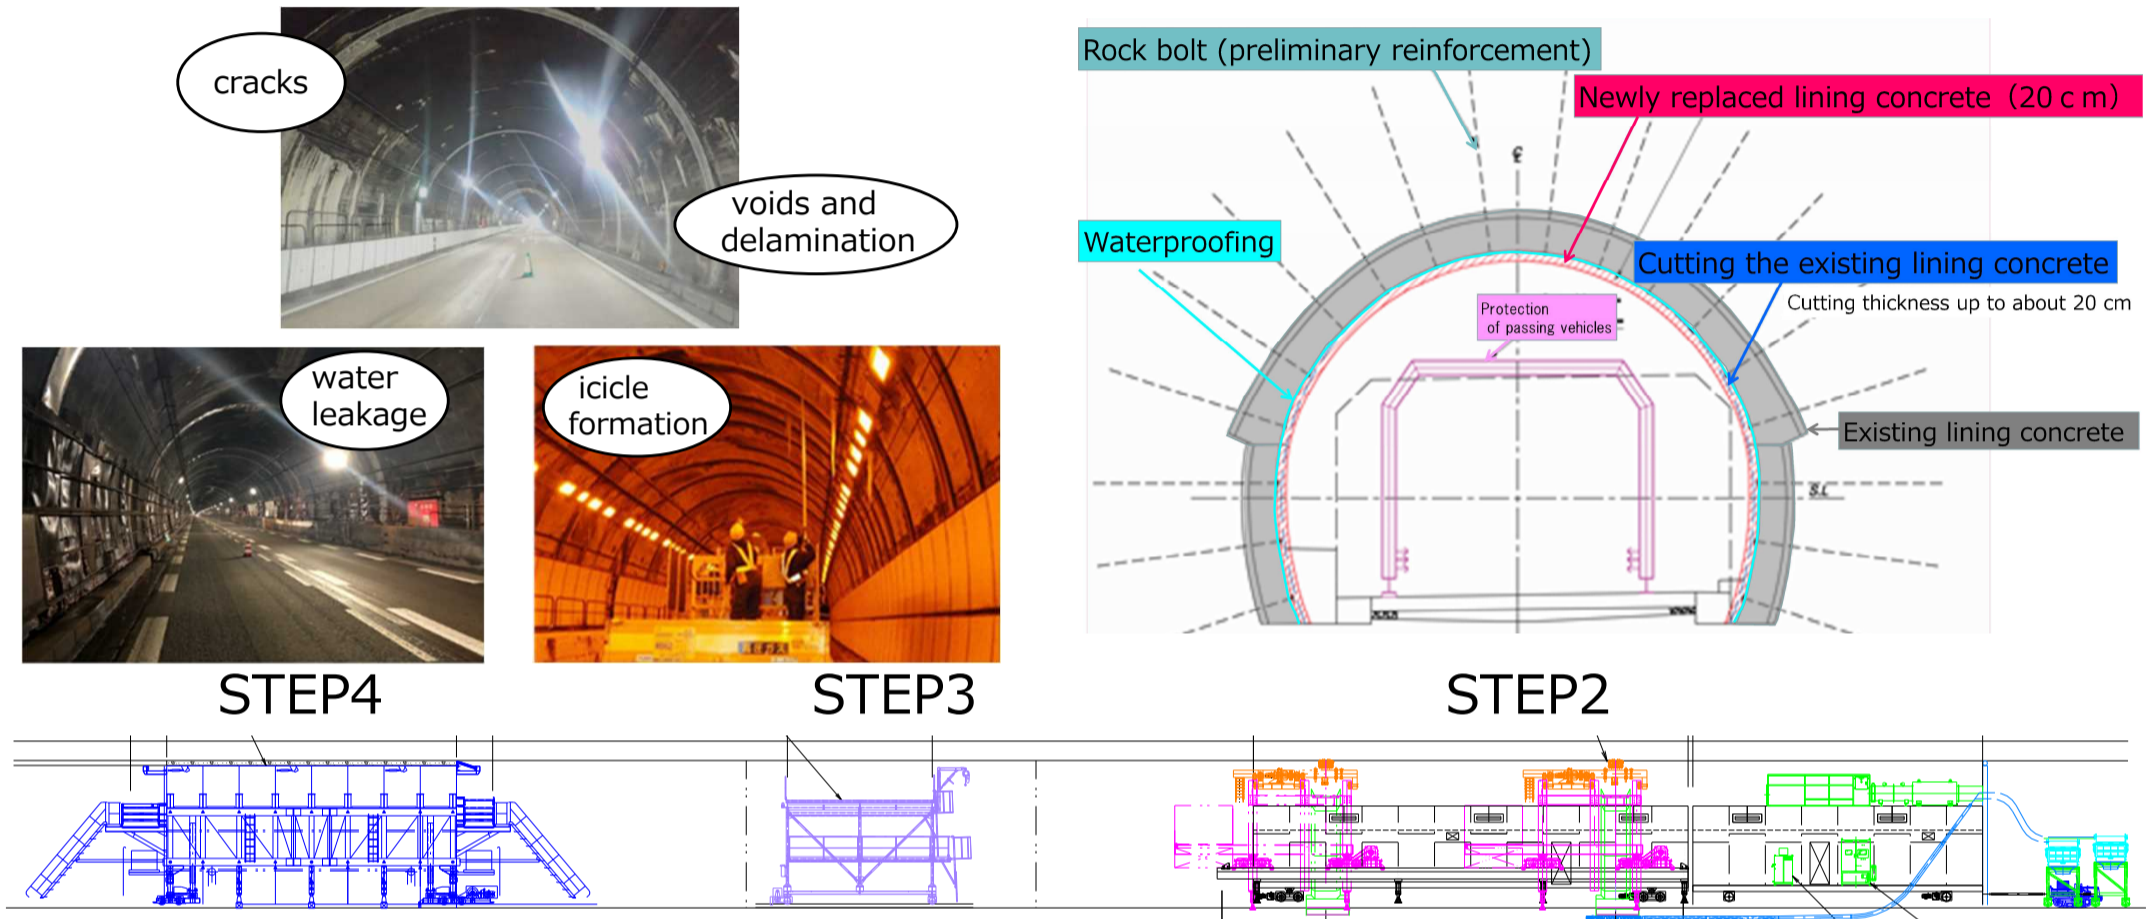 cracks
voids and
delamination
water
leakage
icicle
formation
Rock bolt (preliminary reinforcement)
Newly replaced lining concrete（20ｃｍ）
Waterproofing
Cutting the existing lining concrete
Cutting thickness up to about 20 cm
Protection
of passing vehicles
Existing lining concrete
S.L
STEP4
STEP3
STEP2